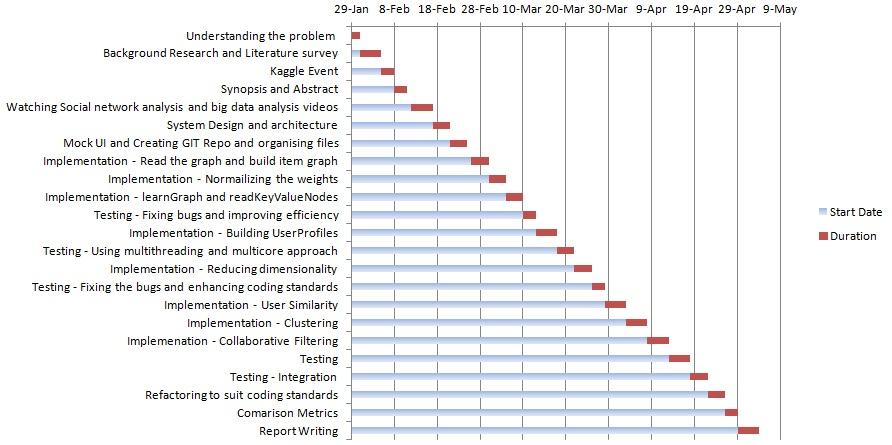 29-Jan 8-Feb 18-Feb 28-Feb 10-Mar 20-Mar 30-Mar 9-Apr 19-Apr 29-Apr 9-May
Understanding the problem
Background Research and Literature survey
Kaggle Event
Synopsis and Abstract
Watching Social network analysis and big data analysis videos
System Design and architecture
Mock UI and Creating GIT Repo and organising files
Implementation - Read the graph and build item graph
Implementation - Normailizing the weights
Implementation - learnGraph and readKeyValueNodes
Testing - Fixing bugs and improving efficiency
Implementation - Building UserProfiles
Testing - Using multithreading and multicore approach
Implementation - Reducing dimensionality
Testing - Fixing the bugs and enhancing coding standards
Implementation - User Similarity
Implementation - Clustering
Implemenation - Collaborative Filtering
Testing
Testing - Integration
Refactoring to suit coding standards
Comarison Metrics
Report Writing
Start Date
Duration